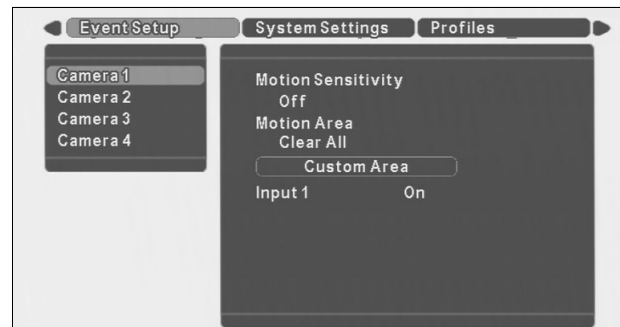 Event Setup System Settings Profiles
Camera 1
Camera 2
Camera 3
Camera 4
Motion Sensitivity
Off
Motion Area
Clear All
Custom Area
Input 1 On